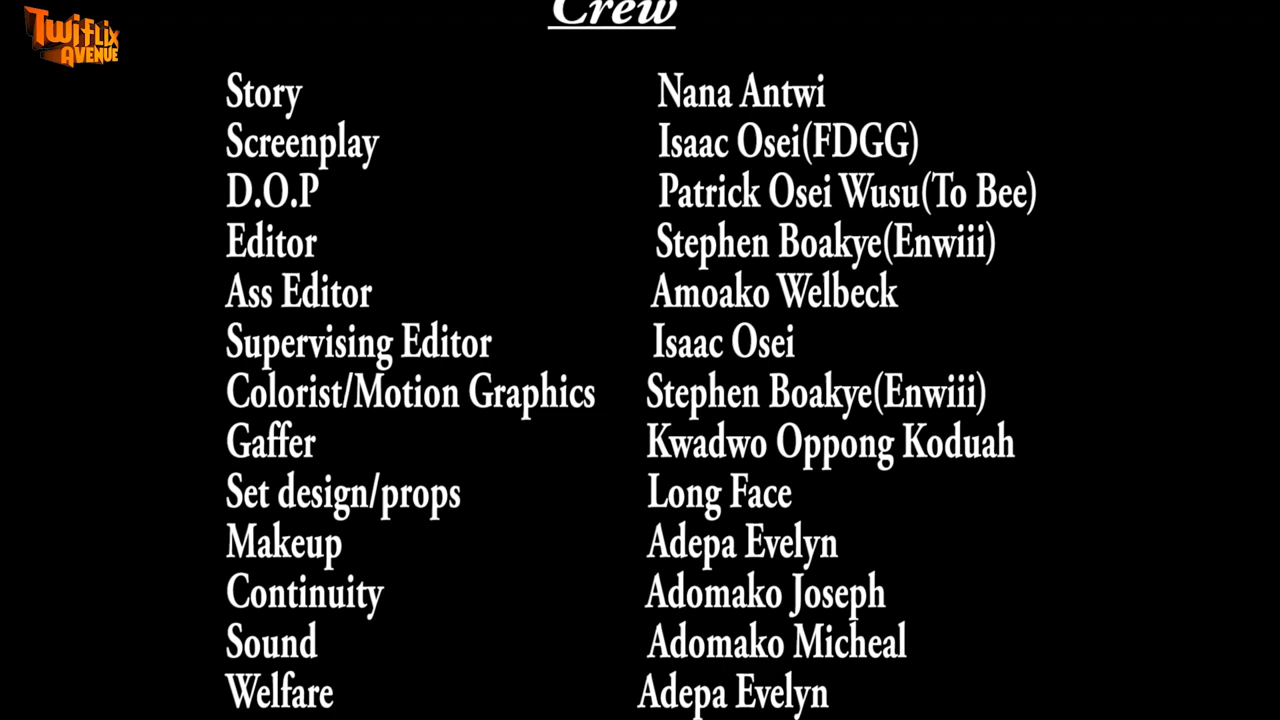 TWIFLIX
AVENUE
Crew
Story Nana Antwi
Screenplay Isaac Osei(FDGG)
D.O.P Patrick Osei Wusu(To Bee)
Editor Stephen Boakye(Enwiii)
Ass Editor Amoako Welbeck
Supervising Editor Isaac Osei
Colorist/Motion Graphics Stephen Boakye(Enwiii)
Gaffer Kwadwo Oppong Koduah
Set design/props Long Face
Makeup Adepa Evelyn
Continuity Adomako Joseph
Sound Adomako Micheal
Welfare Adepa Evelyn